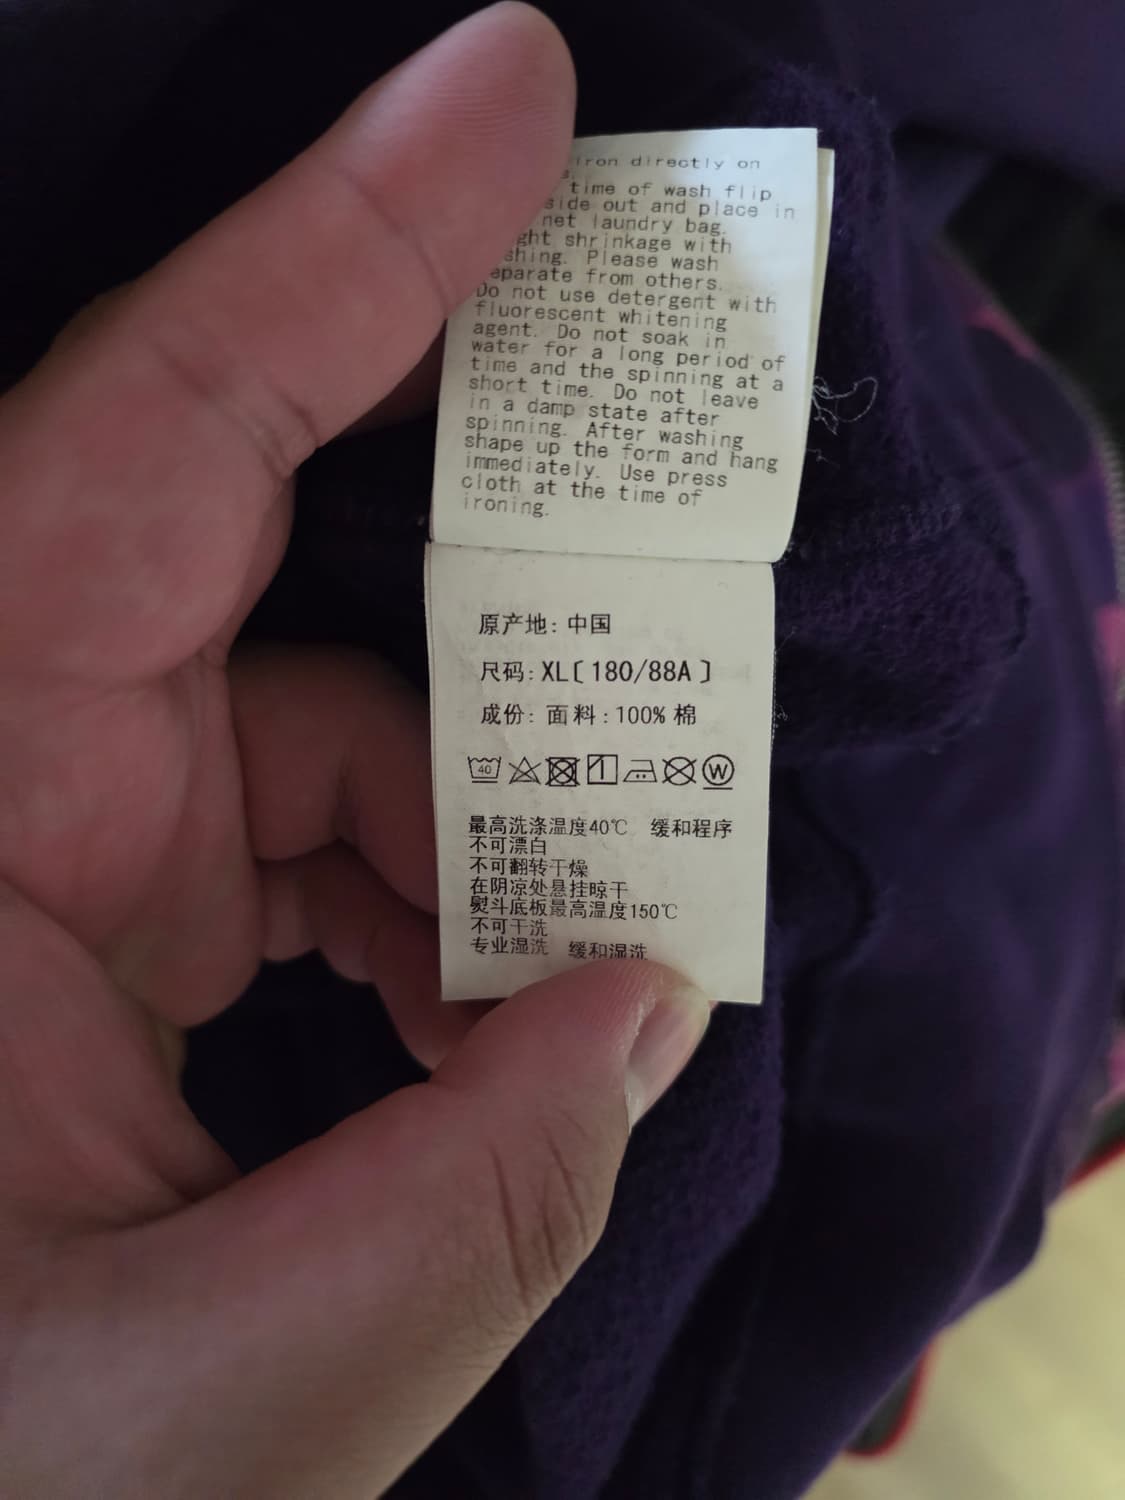 iron directly on
time of wash flip
side out and place in
net laundry bag.
shrinkage with
Please wash
from others.
Do not use detergent with
fluorescent whitening
agent. Do not soak in
water for a long period of
time and the spinning at a
short time. Do not leave
in a damp state after
spinning. After washing
shape up the form and hang
immediately. Use press
cloth at the time of
ironing.
原产地: 中国
尺码: XL〔180/88A〕
成份: 面料: 100% 棉
40 W
最高洗涤温度40℃ 缓和程序
不可漂白
不可翻转干燥
在阴凉处悬挂晾干
熨斗底板最高温度150℃
不可干洗
专业湿洗 缓和湿洗